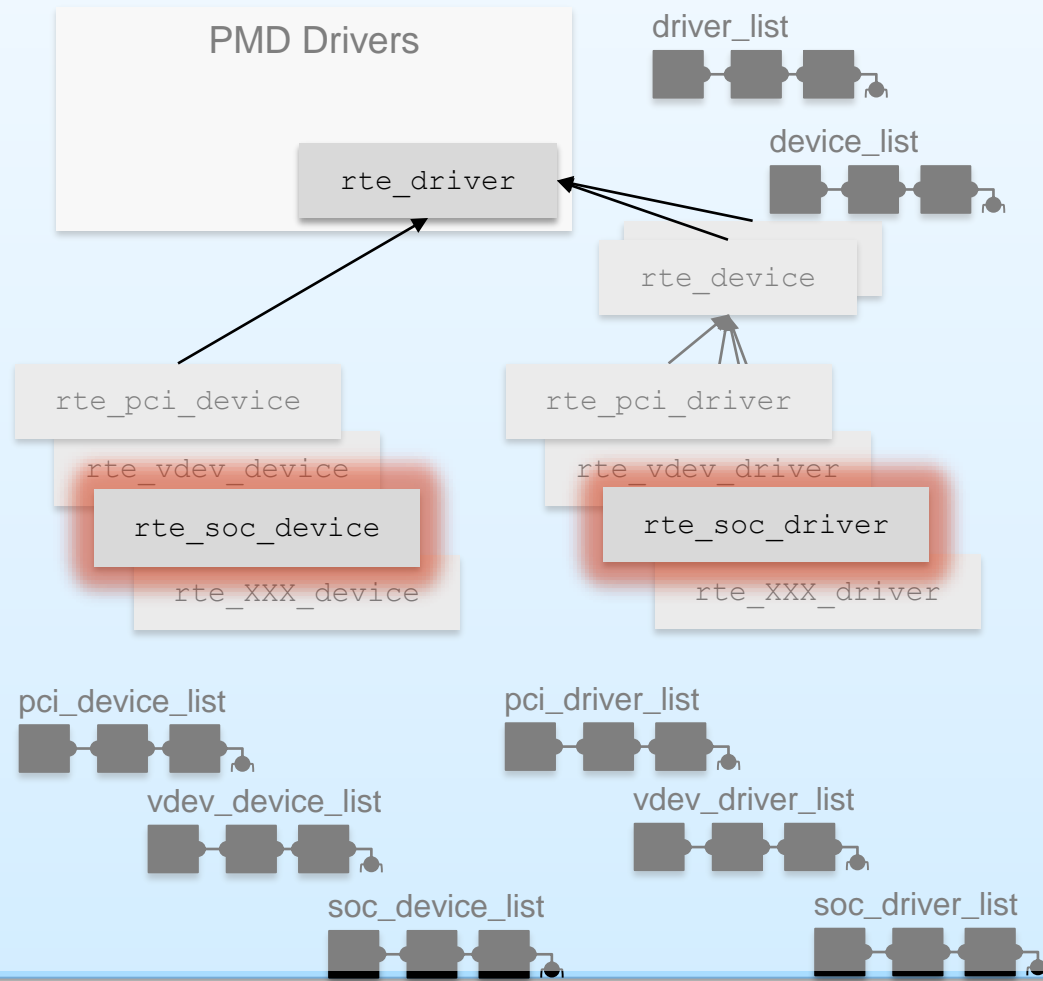 PMD Drivers
driver_list
device_list
rte_driver
rte_device
rte_pci_device
rte_vdev_device
rte_soc_device
rte_XXX_device
rte_pci_driver
rte_vdev_driver
rte_soc_driver
rte_XXX_driver
pci_device_list
vdev_device_list
soc_device_list
pci_driver_list
vdev_driver_list
soc_driver_list